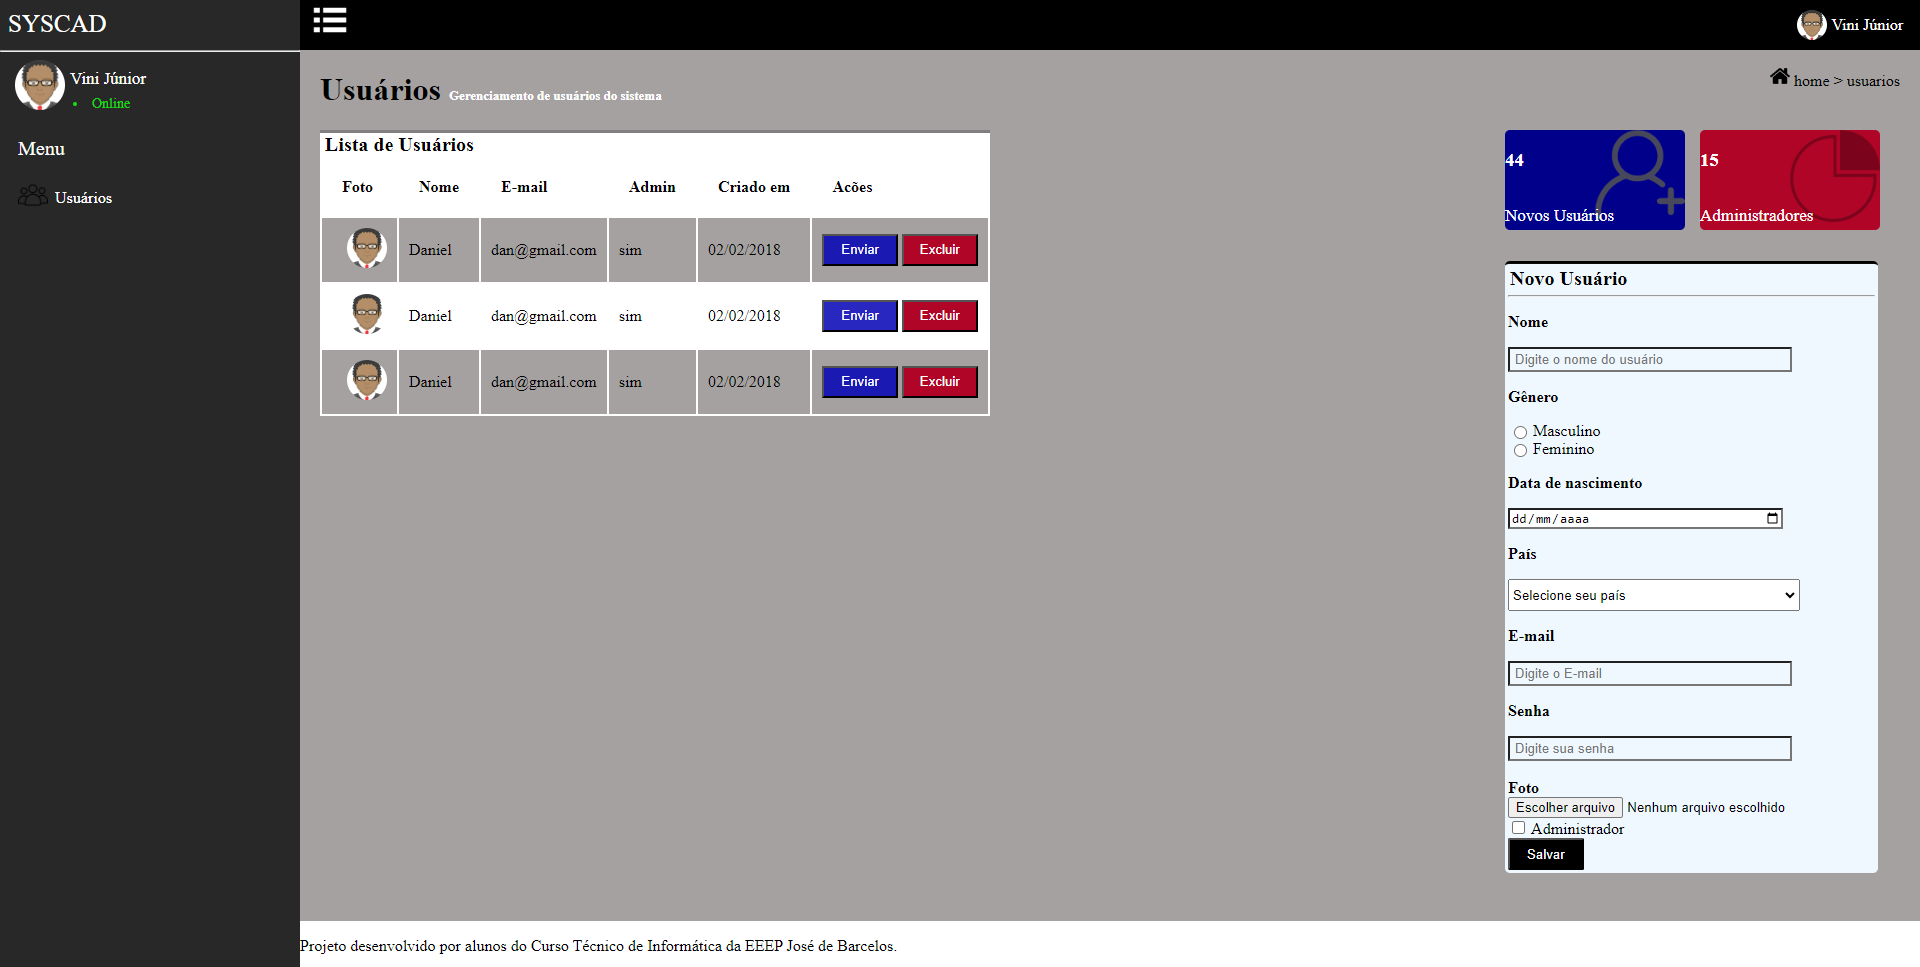 SYSCAD
Vini Júnior
Vini Júnior
• Online
Menu
Usuários
Usuários Gerenciamento de usuários do sistema
home > usuarios
Lista de Usuários
Foto Nome E-mail Admin Criado em Acões
Daniel dan@gmail.com sim 02/02/2018 Enviar Excluir
Daniel dan@gmail.com sim 02/02/2018 Enviar Excluir
Daniel dan@gmail.com sim 02/02/2018 Enviar Excluir
44
Novos Usuários
15
Administradores
Novo Usuário
Nome
Digite o nome do usuário
Gênero
Masculino
Feminino
Data de nascimento
dd/mm/aaaa
País
Selecione seu país
E-mail
Digite o E-mail
Senha
Digite sua senha
Foto
Escolher arquivo Nenhum arquivo escolhido
Administrador
Salvar
Projeto desenvolvido por alunos do Curso Técnico de Informática da EEEP José de Barcelos.